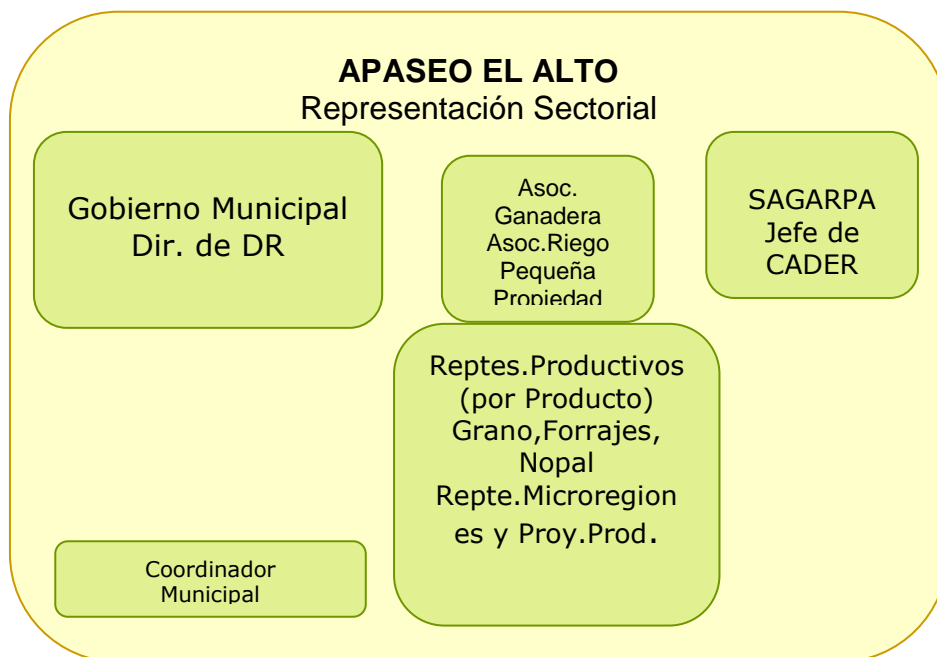 APASEO EL ALTO
Representación Sectorial
Gobierno Municipal
Dir. de DR
Asoc.
Ganadera
Asoc.Riego
Pequeña
Propiedad
SAGARPA
Jefe de
CADER
Reptes.Productivos
(por Producto)
Grano,Forrajes,
Nopal
Repte.Microregion
es y Proy.Prod.
Coordinador
Municipal